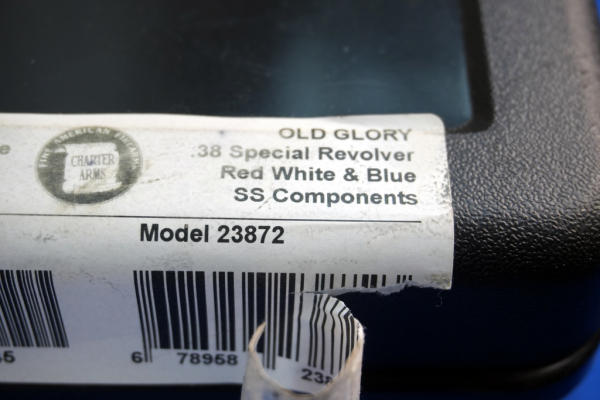 OLD GLORY
.38 Special Revolver
Red White & Blue
SS Components
CHARTER
ARMS
Model 23872
6 78958